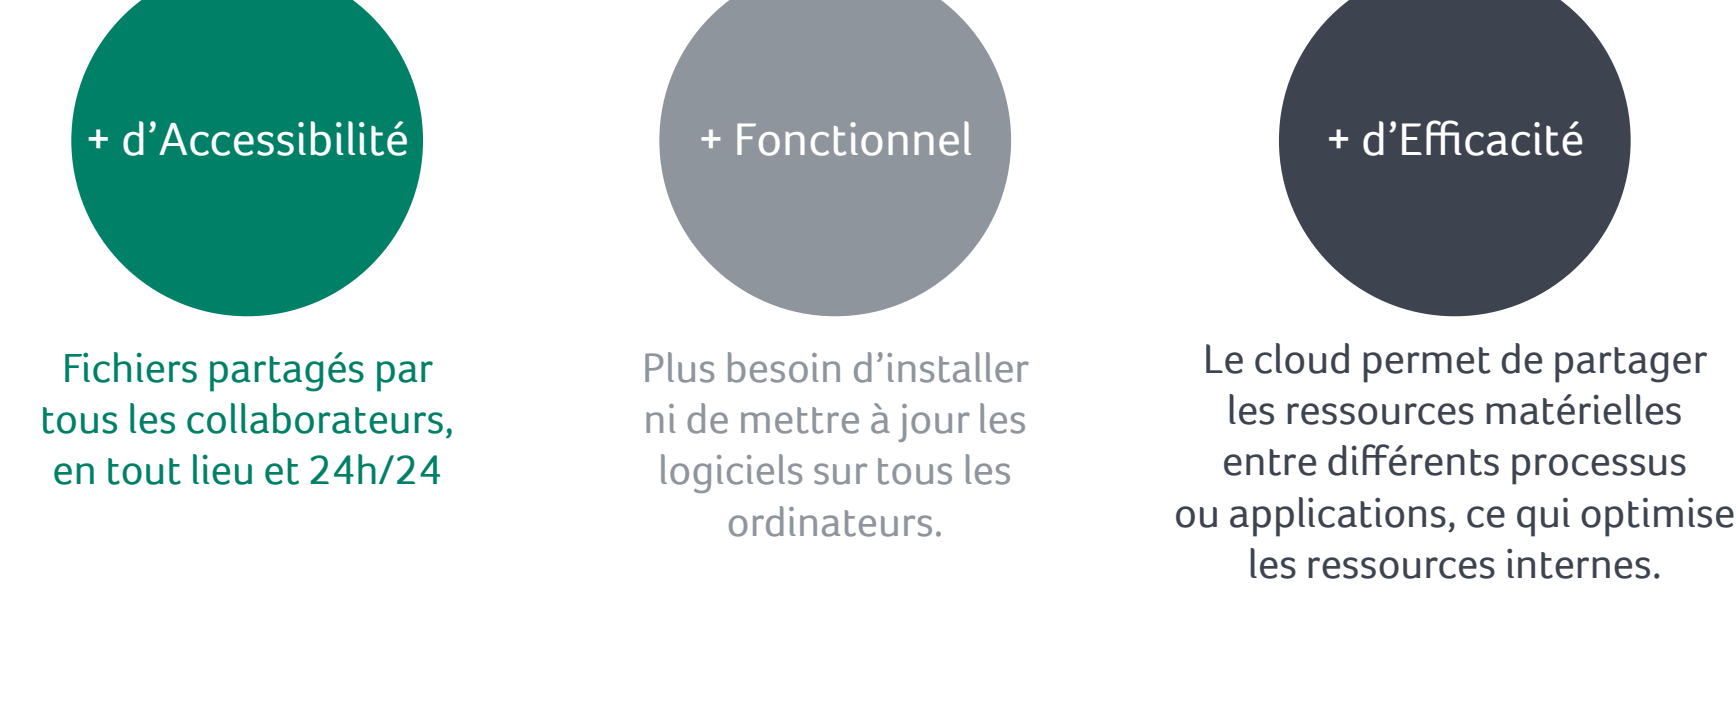 + d’Accessibilité
Fichiers partagés par
tous les collaborateurs,
en tout lieu et 24h/24
+ Fonctionnel
Plus besoin d’installer
ni de mettre à jour les
logiciels sur tous les
ordinateurs.
+ d’Efficacité
Le cloud permet de partager
les ressources matérielles
entre différents processus
ou applications, ce qui optimise
les ressources internes.